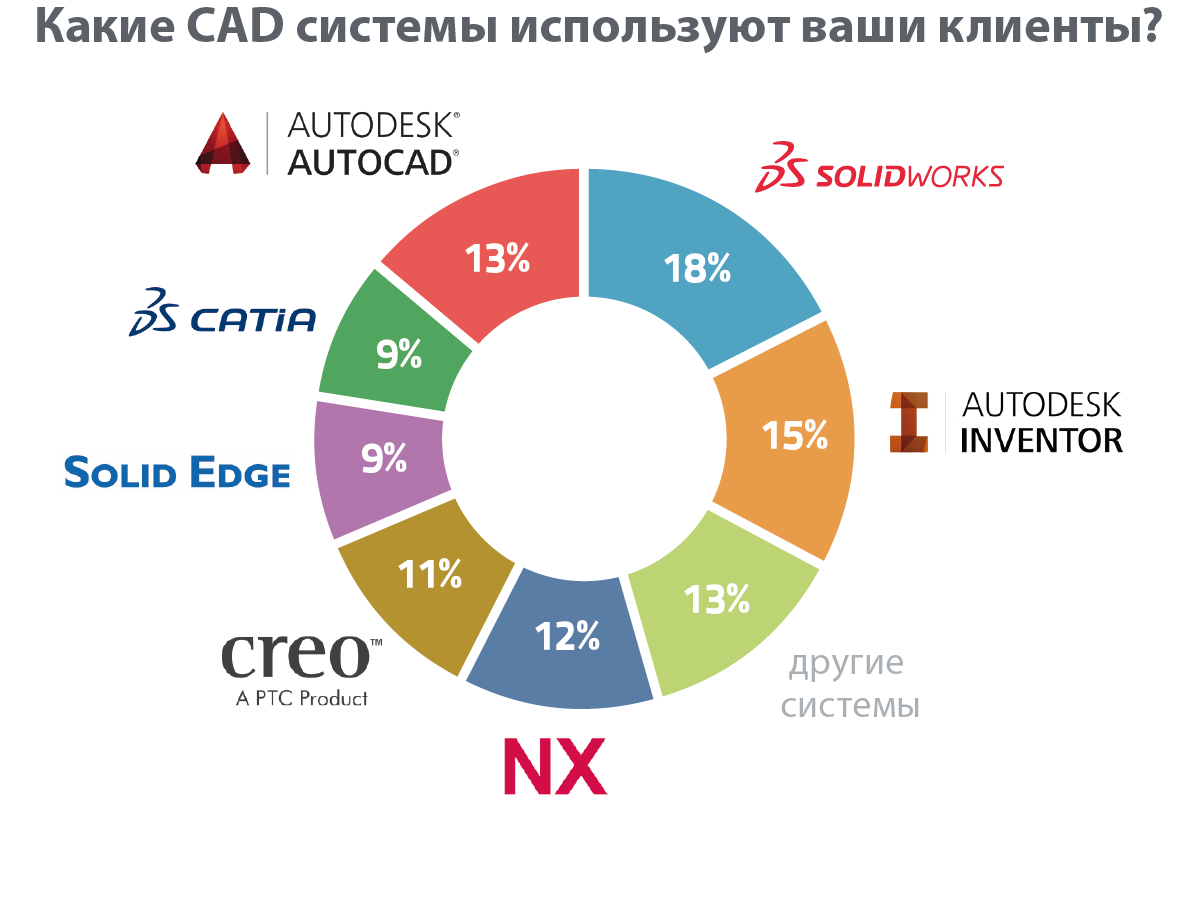 Какие CAD системы используют ваши клиенты?
AUTODESK®
AUTOCAD®
SOLIDWORKS
13%
18%
CATIA
9%
AUTODESK
INVENTOR
15%
SOLID EDGE
9%
11%
13%
12%
creo™
A PTC Product
другие
системы
NX